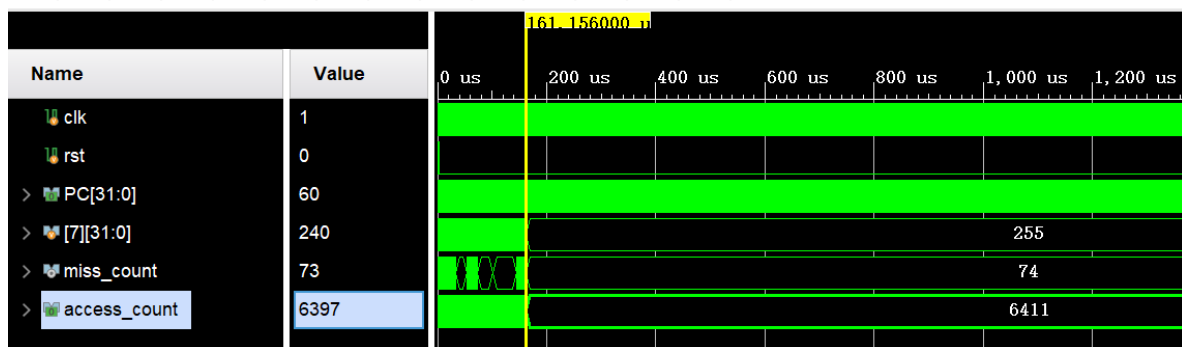 161.156000 u
Name Value 0 us 200 us 400 us 600 us 800 us 1,000 us 1,200 us
clk 1
rst 0
PC[31:0] 60
[7][31:0] 240 255
miss_count 73 74
access_count 6397 6411